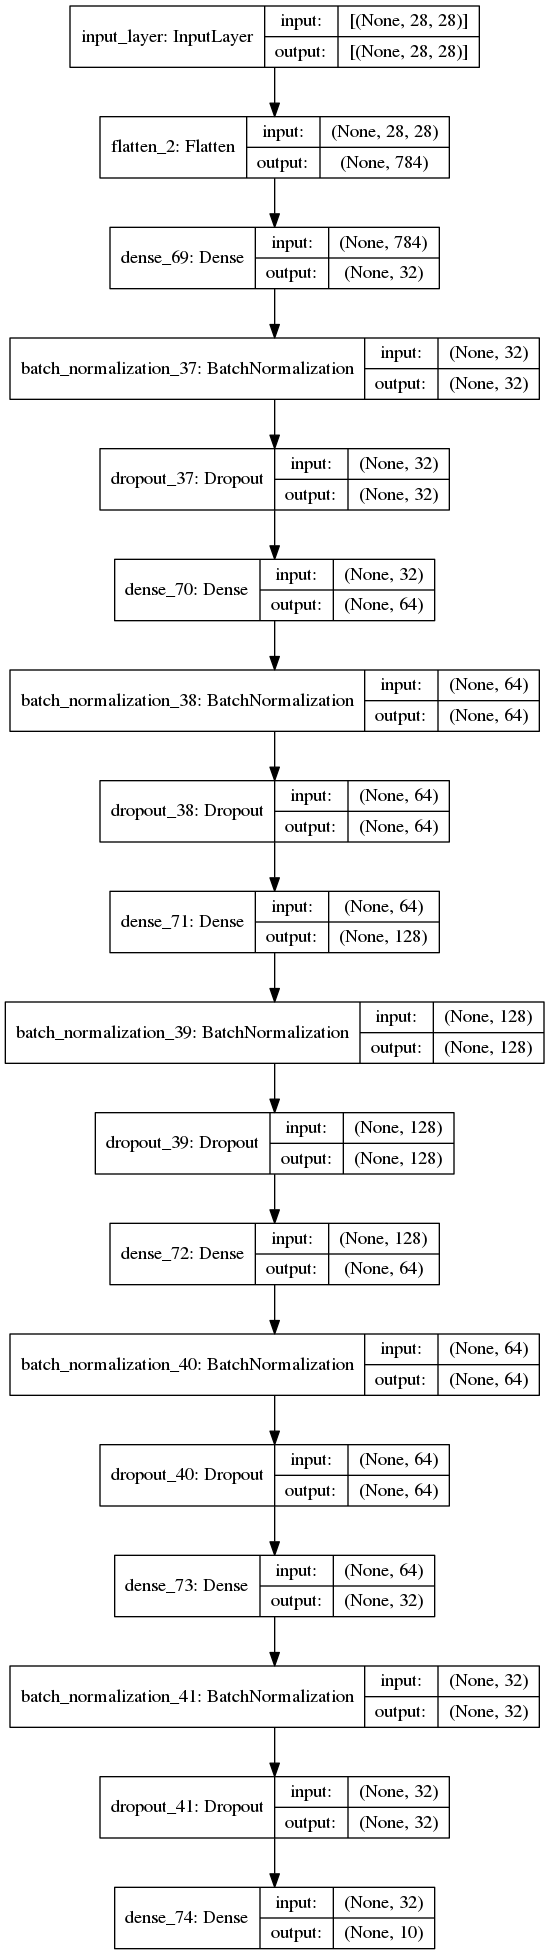 input_layer: InputLayer
input: [(None, 28, 28)]
output: [(None, 28, 28)]
flatten_2: Flatten
input: (None, 28, 28)
output: (None, 784)
dense_69: Dense
input: (None, 784)
output: (None, 32)
batch_normalization_37: BatchNormalization
input: (None, 32)
output: (None, 32)
dropout_37: Dropout
input: (None, 32)
output: (None, 32)
dense_70: Dense
input: (None, 32)
output: (None, 64)
batch_normalization_38: BatchNormalization
input: (None, 64)
output: (None, 64)
dropout_38: Dropout
input: (None, 64)
output: (None, 64)
dense_71: Dense
input: (None, 64)
output: (None, 128)
batch_normalization_39: BatchNormalization
input: (None, 128)
output: (None, 128)
dropout_39: Dropout
input: (None, 128)
output: (None, 128)
dense_72: Dense
input: (None, 128)
output: (None, 64)
batch_normalization_40: BatchNormalization
input: (None, 64)
output: (None, 64)
dropout_40: Dropout
input: (None, 64)
output: (None, 64)
dense_73: Dense
input: (None, 64)
output: (None, 32)
batch_normalization_41: BatchNormalization
input: (None, 32)
output: (None, 32)
dropout_41: Dropout
input: (None, 32)
output: (None, 32)
dense_74: Dense
input: (None, 32)
output: (None, 10)